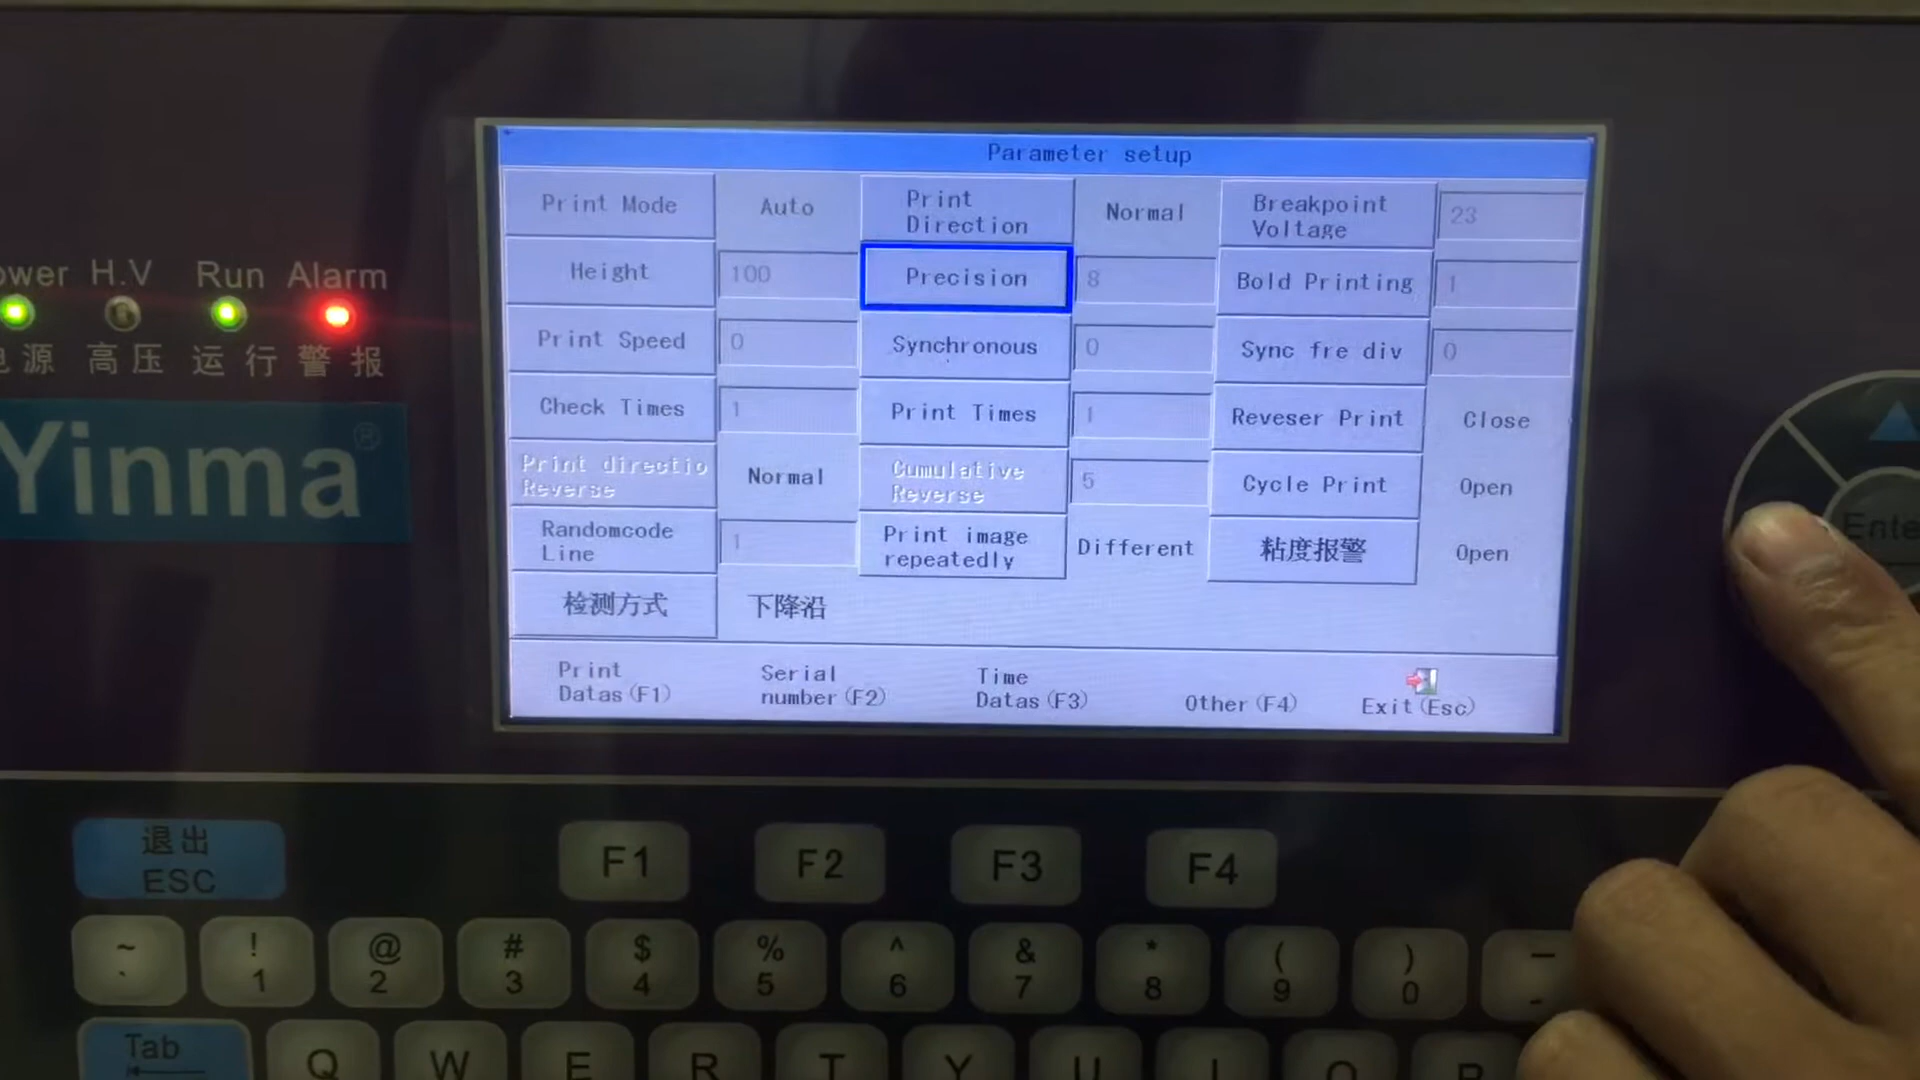 Parameter setup
Print Mode
Auto
Print
Direction
Normal
Breakpoint
Voltage
23
Height
100
Precision
8
Bold Printing
1
Print Speed
0
Synchronous
0
Sync fre div
0
Check Times
1
Print Times
1
Reveser Print
Close
Print directio
Reverse
Normal
Cumulative
Reverse
5
Cycle Print
Open
Randomcode
Line
1
Print image
repeatedly
Different
粘度报警
Open
检测方式
下降沿
Print
Datas(F1)
Serial
number(F2)
Time
Datas(F3)
Other(F4)
Exit(Esc)
ower H.V Run Alarm
源 高压 运行 警报
Yinma®
Ente
退出
ESC
F1 F2 F3 F4
~ ! @ # $ % ^ & * ( ) —
` 1 2 3 4 5 6 7 8 9 0 -
Tab
Q W E R T Y U I O P